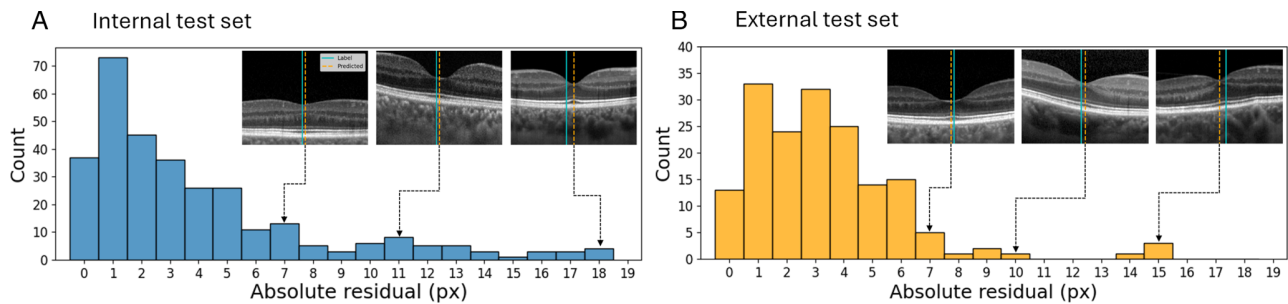 A Internal test set
Count
70
60
50
40
30
20
10
0
Label
Predicted
0 1 2 3 4 5 6 7 8 9 10 11 12 13 14 15 16 17 18 19
Absolute residual (px)
B External test set
Count
40
35
30
25
20
15
10
5
0
0 1 2 3 4 5 6 7 8 9 10 11 12 13 14 15 16 17 18 19
Absolute residual (px)